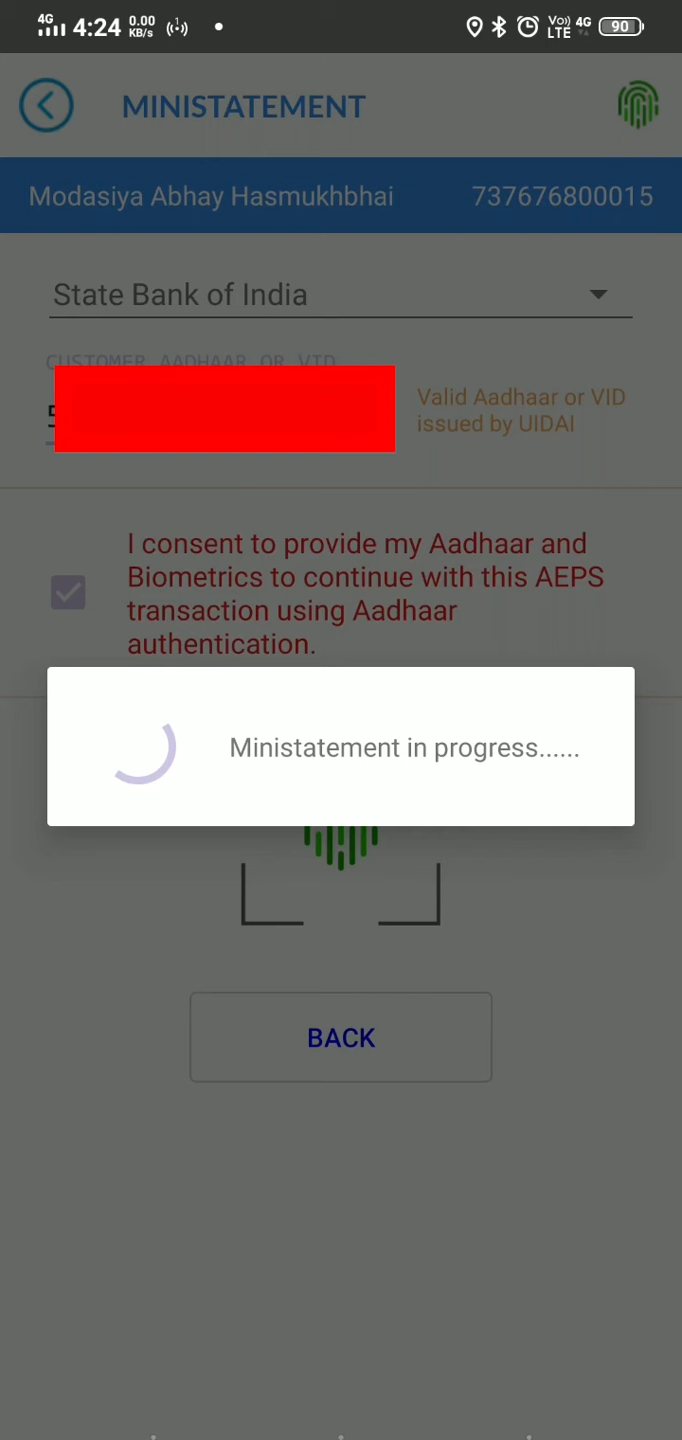 4G 4:24 0.00 KB/s Vo)) LTE 4G 90
MINISTATEMENT
Modasiya Abhay Hasmukhbhai 737676800015
State Bank of India
CUSTOMER AADHAAR OR VID
Valid Aadhaar or VID
issued by UIDAI
I consent to provide my Aadhaar and
Biometrics to continue with this AEPS
transaction using Aadhaar
authentication.
Ministatement in progress......
BACK